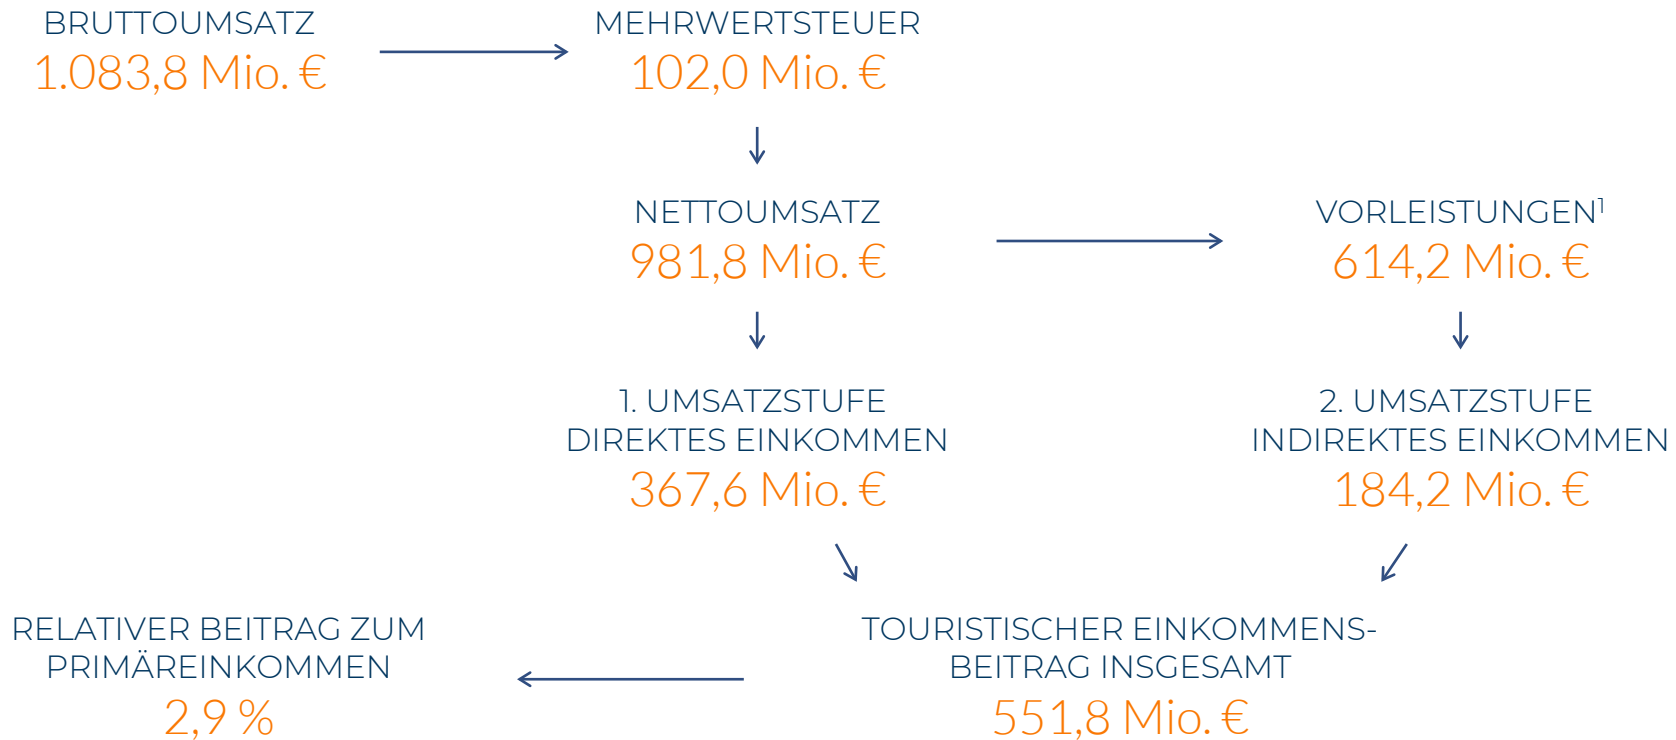 BRUTTOUMSATZ
1.083,8 Mio. €
MEHRWERTSTEUER
102,0 Mio. €
NETTOUMSATZ
981,8 Mio. €
VORLEISTUNGEN¹
614,2 Mio. €
1. UMSATZSTUFE
DIREKTES EINKOMMEN
367,6 Mio. €
2. UMSATZSTUFE
INDIREKTES EINKOMMEN
184,2 Mio. €
RELATIVER BEITRAG ZUM
PRIMÄREINKOMMEN
2,9 %
TOURISTISCHER EINKOMMENS-
BEITRAG INSGESAMT
551,8 Mio. €